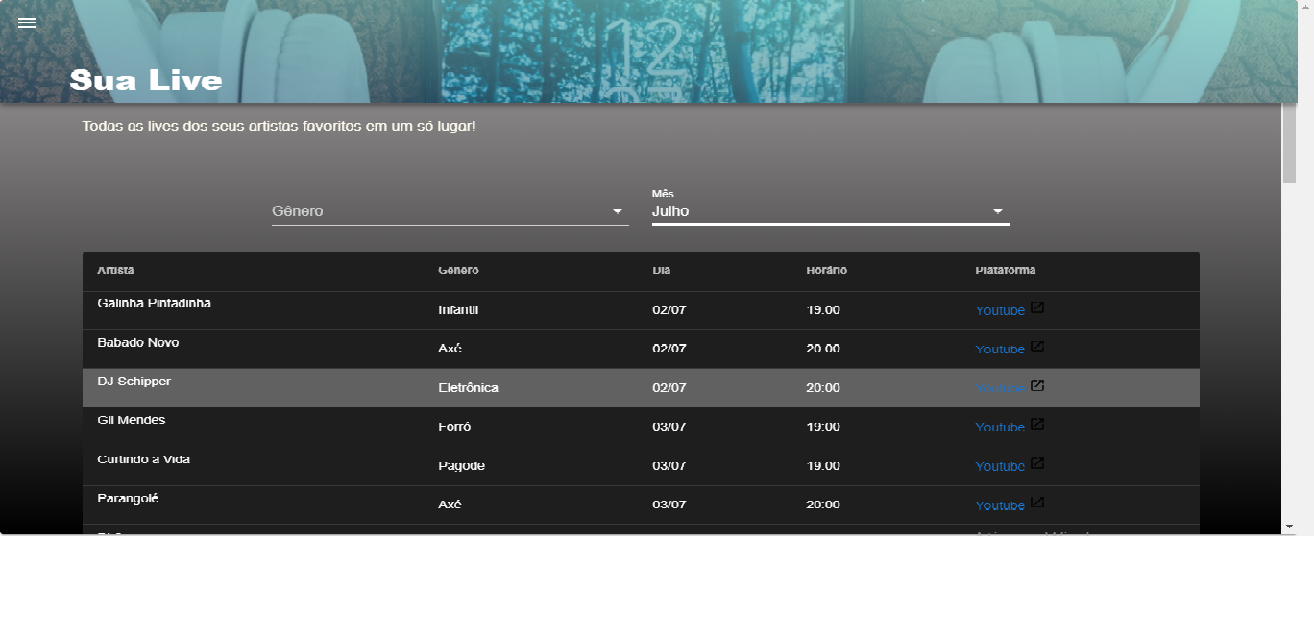 12
Sua Live
Todas as lives dos seus artistas favoritos em um só lugar!
Gênero
Mês
Julho
Artista Gênero Dia Horário Plataforma
Galinha Pintadinha Infantil 02/07 19:00 Youtube
Babado Novo Axé 02/07 20:00 Youtube
DJ Schipper Eletrônica 02/07 20:00 Youtube
Gil Mendes Forró 03/07 19:00 Youtube
Curtindo a Vida Pagode 03/07 19:00 Youtube
Parangolé Axé 03/07 20:00 Youtube